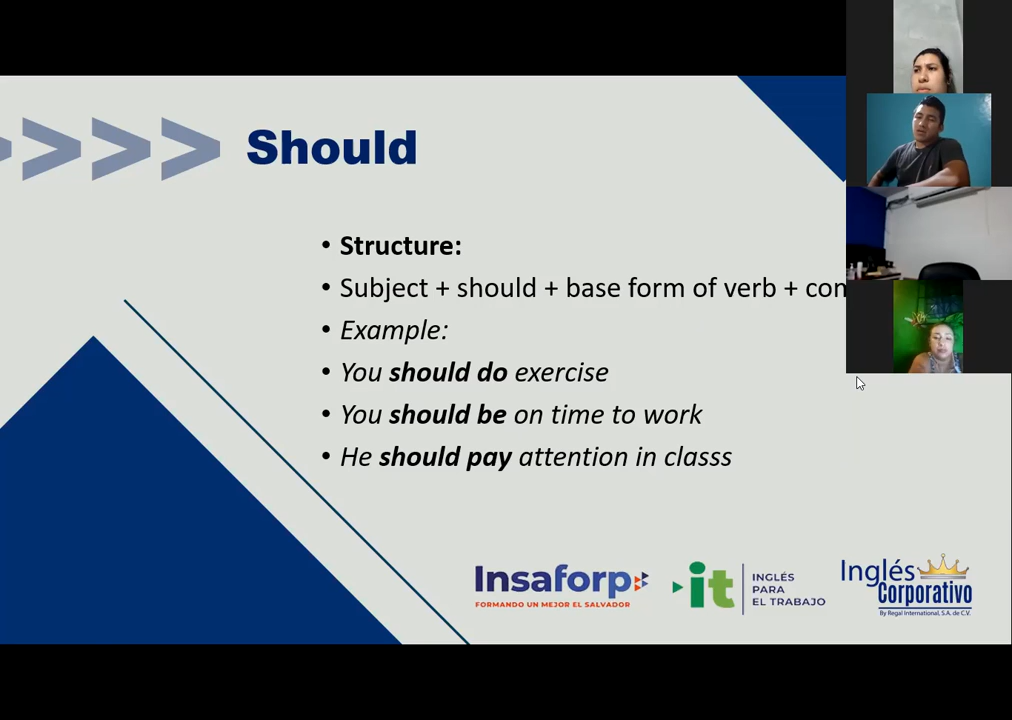 Should
Structure:
Subject + should + base form of verb +
Example:
You should do exercise
You should be on time to work
He should pay attention in classs
Insaforp
FORMANDO UN MEJOR EL SALVADOR
it
INGLÉS
PARA
EL TRABAJO
Inglés
Corporativo
By Regal International, S.A. de C.V.